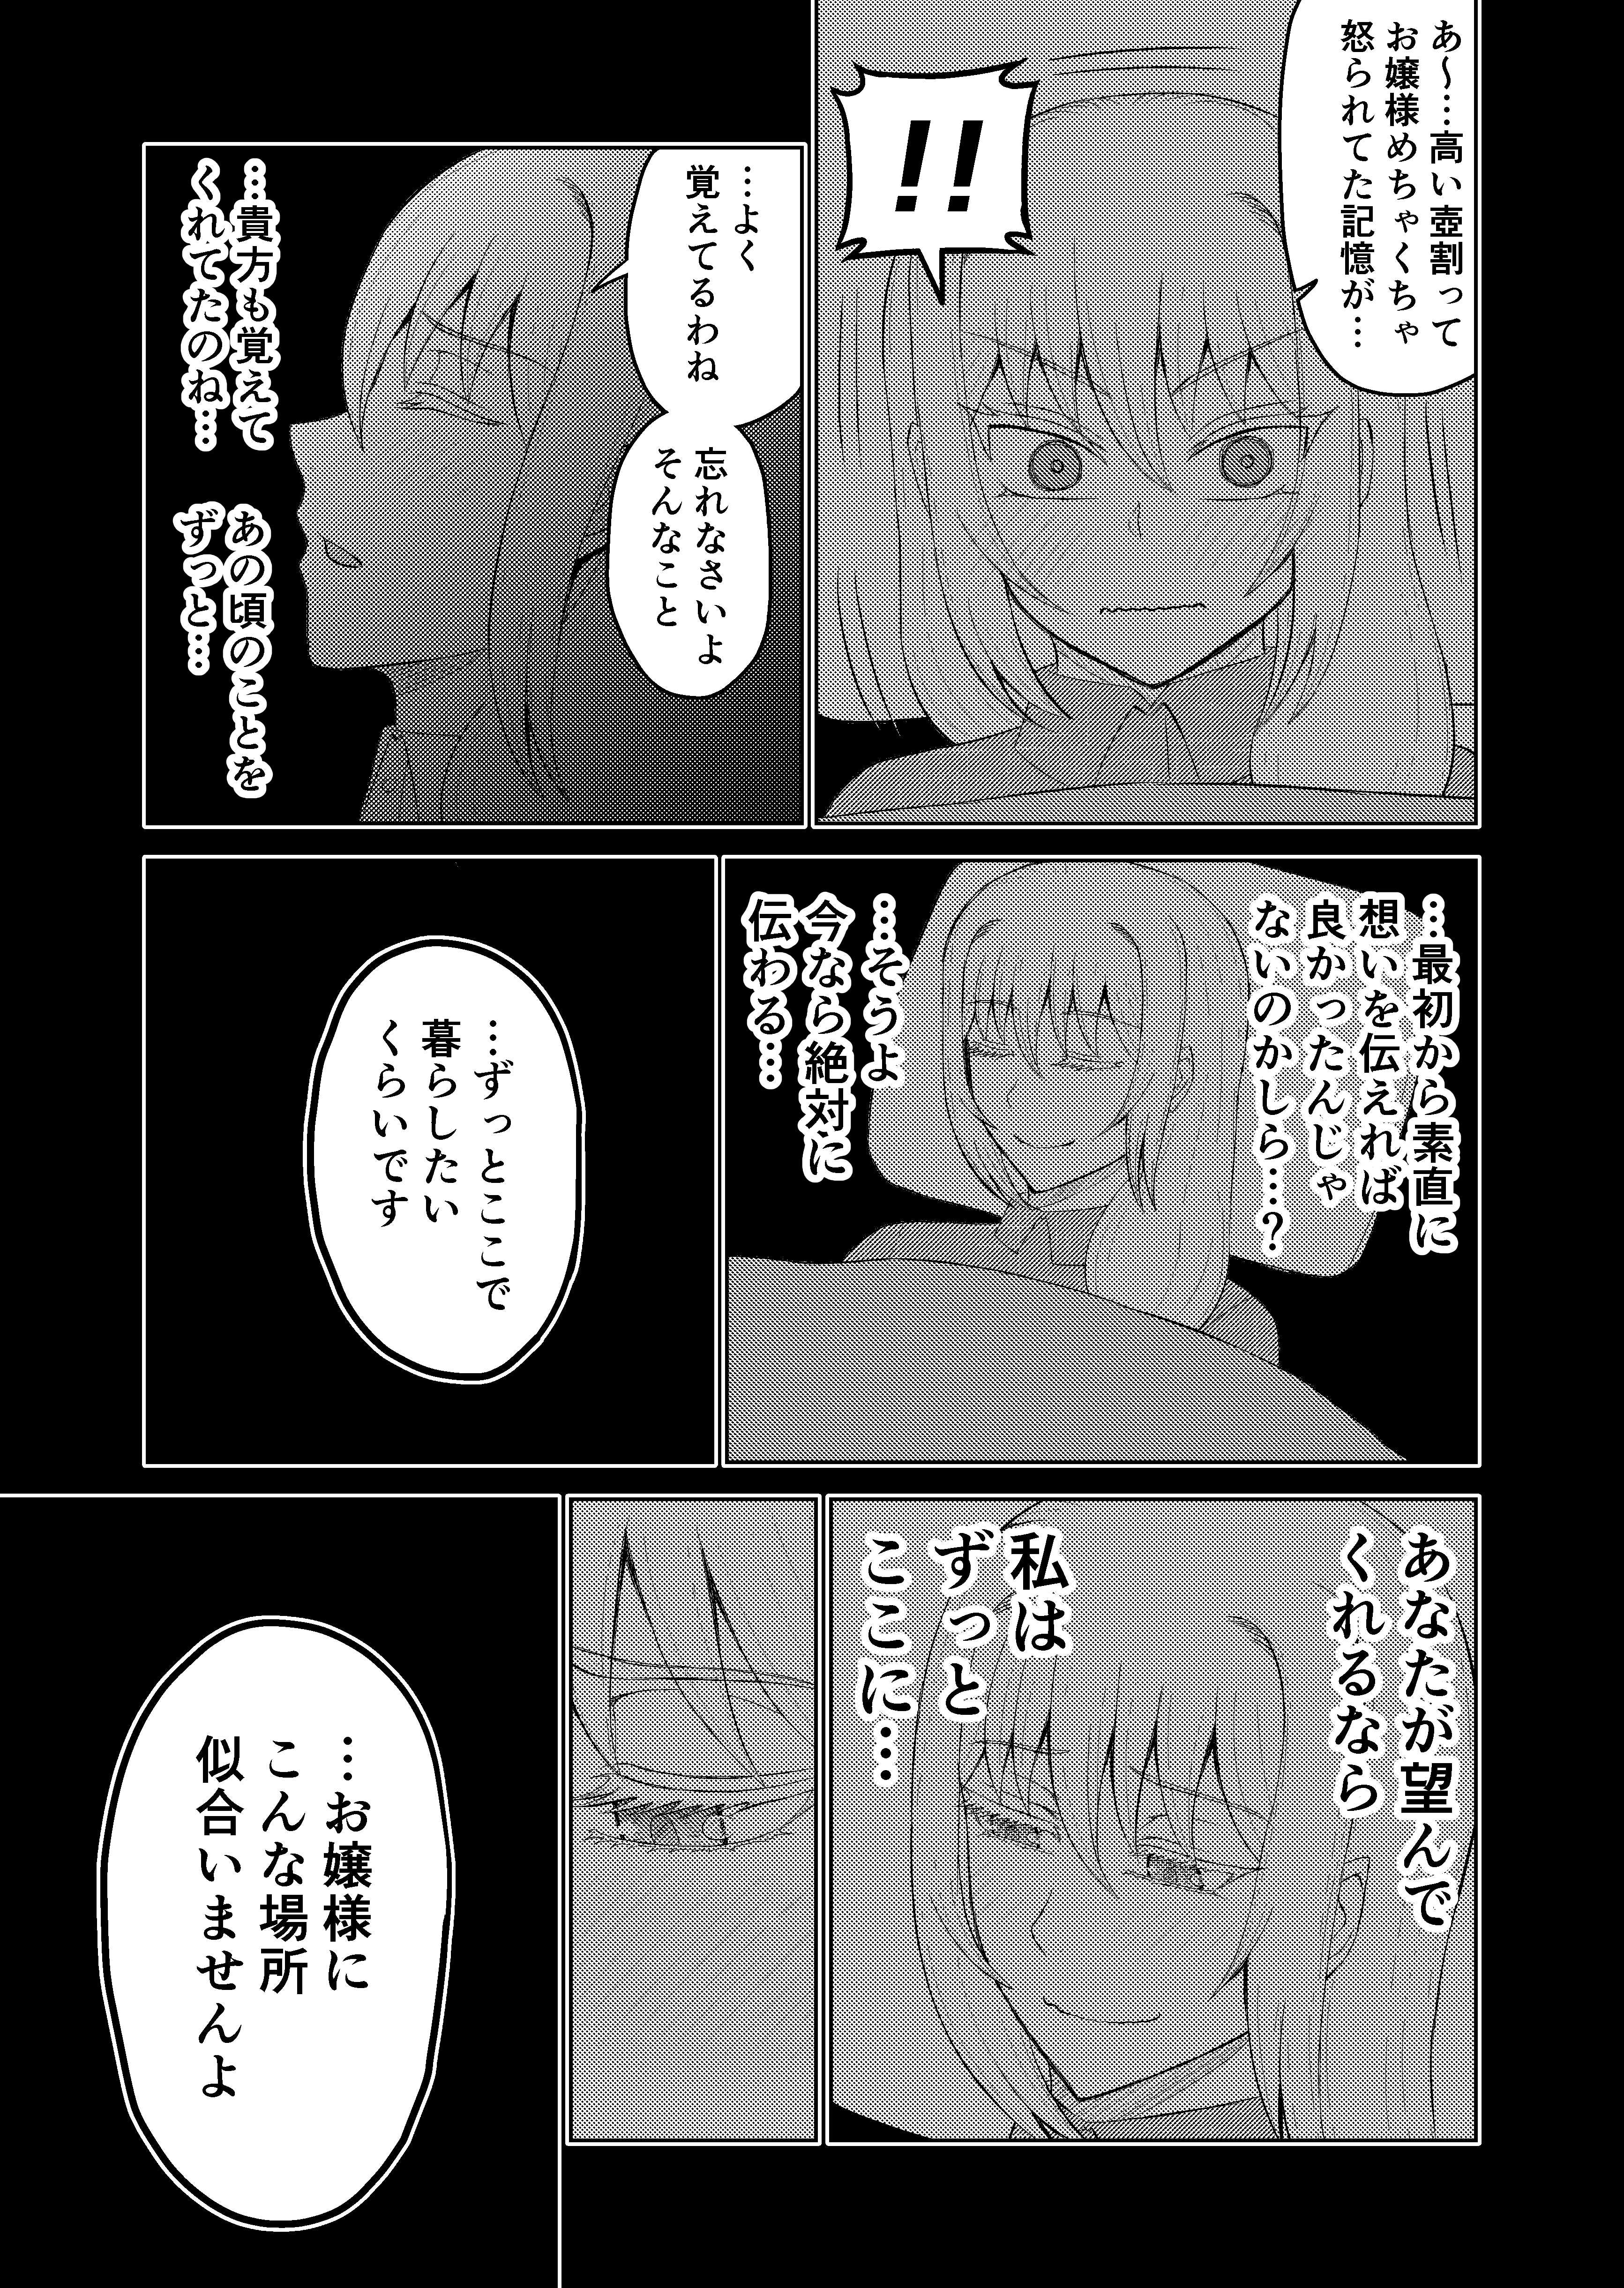 あ〜…高い壺割って
お嬢様めちゃくちゃ
怒られてた記憶が…
!!
…よく
覚えてるわね
忘れなさいよ
そんなこと
…貴方も覚えて
くれてたのね…
あの頃のことを
ずっと…
…最初から素直に
想いを伝えれば
良かったんじゃ
ないのかしら…?
…そうよ
今なら絶対に
伝わる…
…ずっとここで
暮らしたい
くらいです
あなたが望んで
くれるなら
私は
ずっと
ここに…
…お嬢様に
こんな場所
似合いませんよ